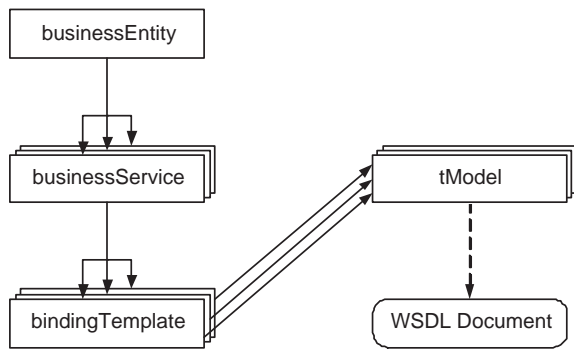 businessEntity
businessService
tModel
bindingTemplate
WSDL Document